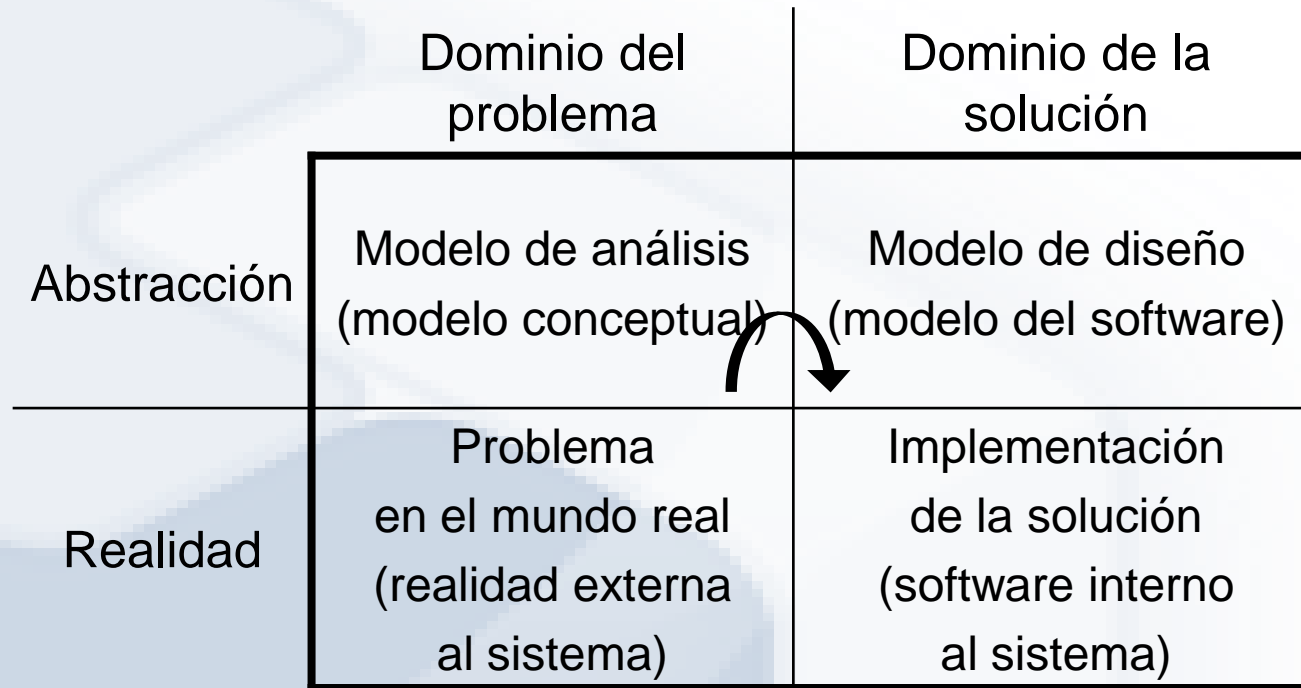 Dominio del
problema
Dominio de la
solución
Abstracción
Modelo de análisis
(modelo conceptual)
Modelo de diseño
(modelo del software)
Realidad
Problema
en el mundo real
(realidad externa
al sistema)
Implementación
de la solución
(software interno
al sistema)